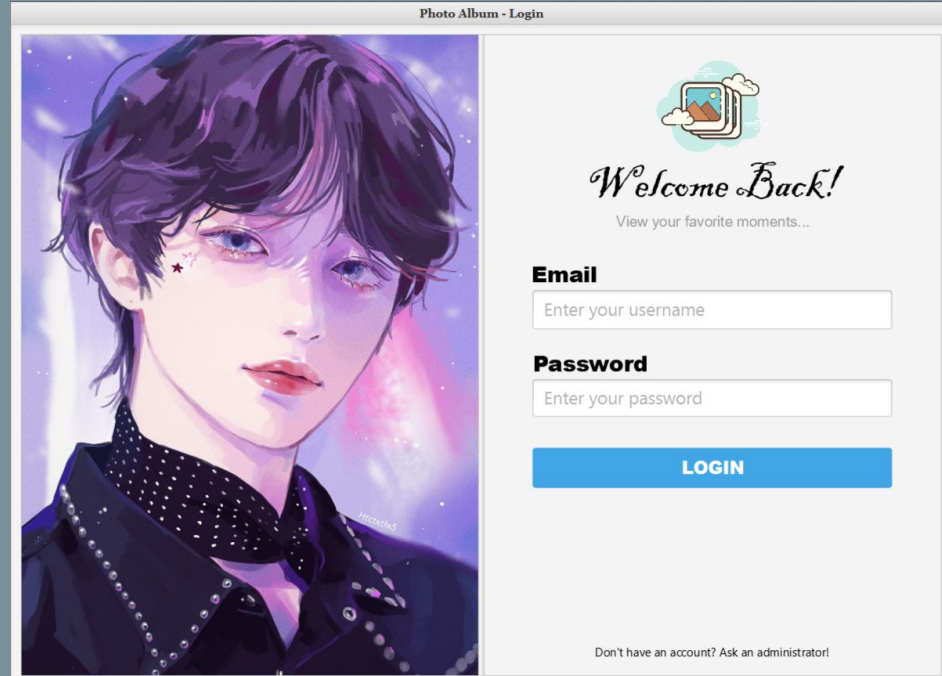 Photo Album - Login
Welcome Back!
View your favorite moments...
Email
Enter your username
Password
Enter your password
LOGIN
Don't have an account? Ask an administrator!